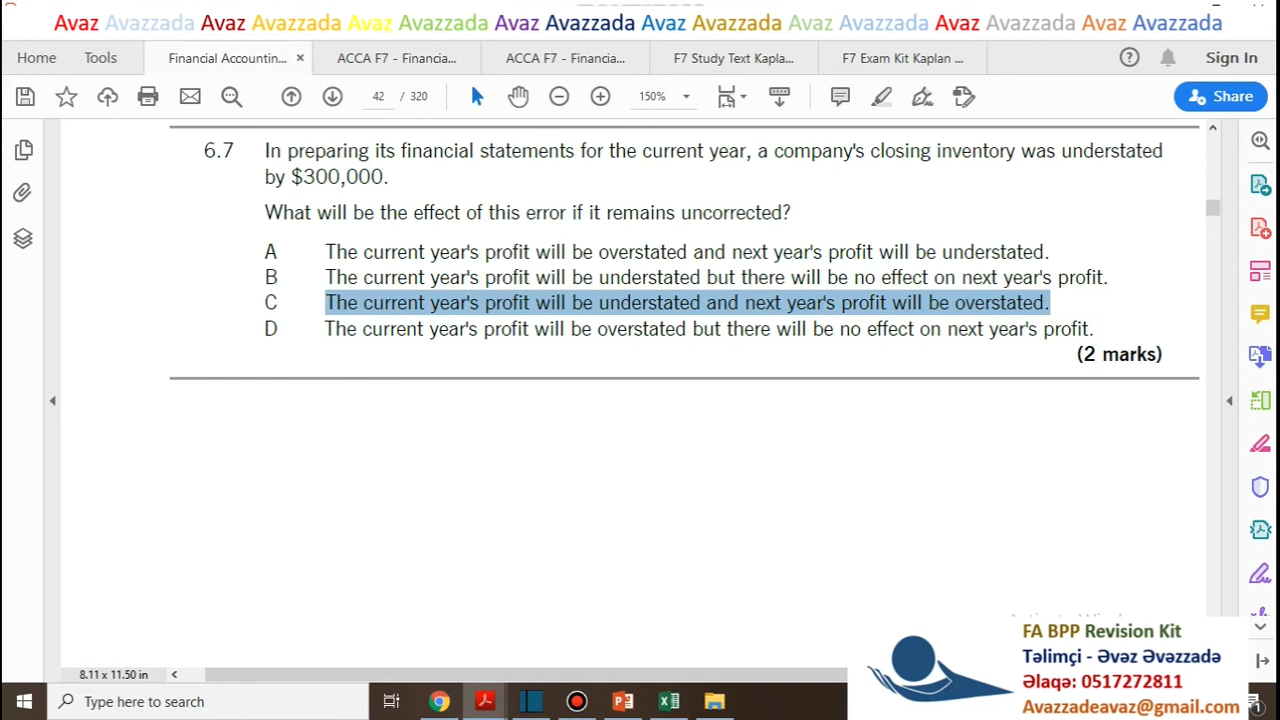 Avaz Avazzada Avaz Avazzada Avaz Avazzada Avaz Avazzada Avaz Avazzada Avaz Avazzada Avaz Avazzada Avaz Avazzada
Home Tools Financial Accountin... × ACCA F7 - Financia... ACCA F7 - Financia... F7 Study Text Kapla... F7 Exam Kit Kaplan ... Sign In
42 / 320 150% Share
6.7 In preparing its financial statements for the current year, a company's closing inventory was understated
by $300,000.
What will be the effect of this error if it remains uncorrected?
A The current year's profit will be overstated and next year's profit will be understated.
B The current year's profit will be understated but there will be no effect on next year's profit.
C The current year's profit will be understated and next year's profit will be overstated.
D The current year's profit will be overstated but there will be no effect on next year's profit.
(2 marks)
FA BPP Revision Kit
Təlimçi - Əvəz Əvəzzadə
Əlaqə: 0517272811
Avazzadeavaz@gmail.com
8.11 x 11.50 in
Type here to search
1